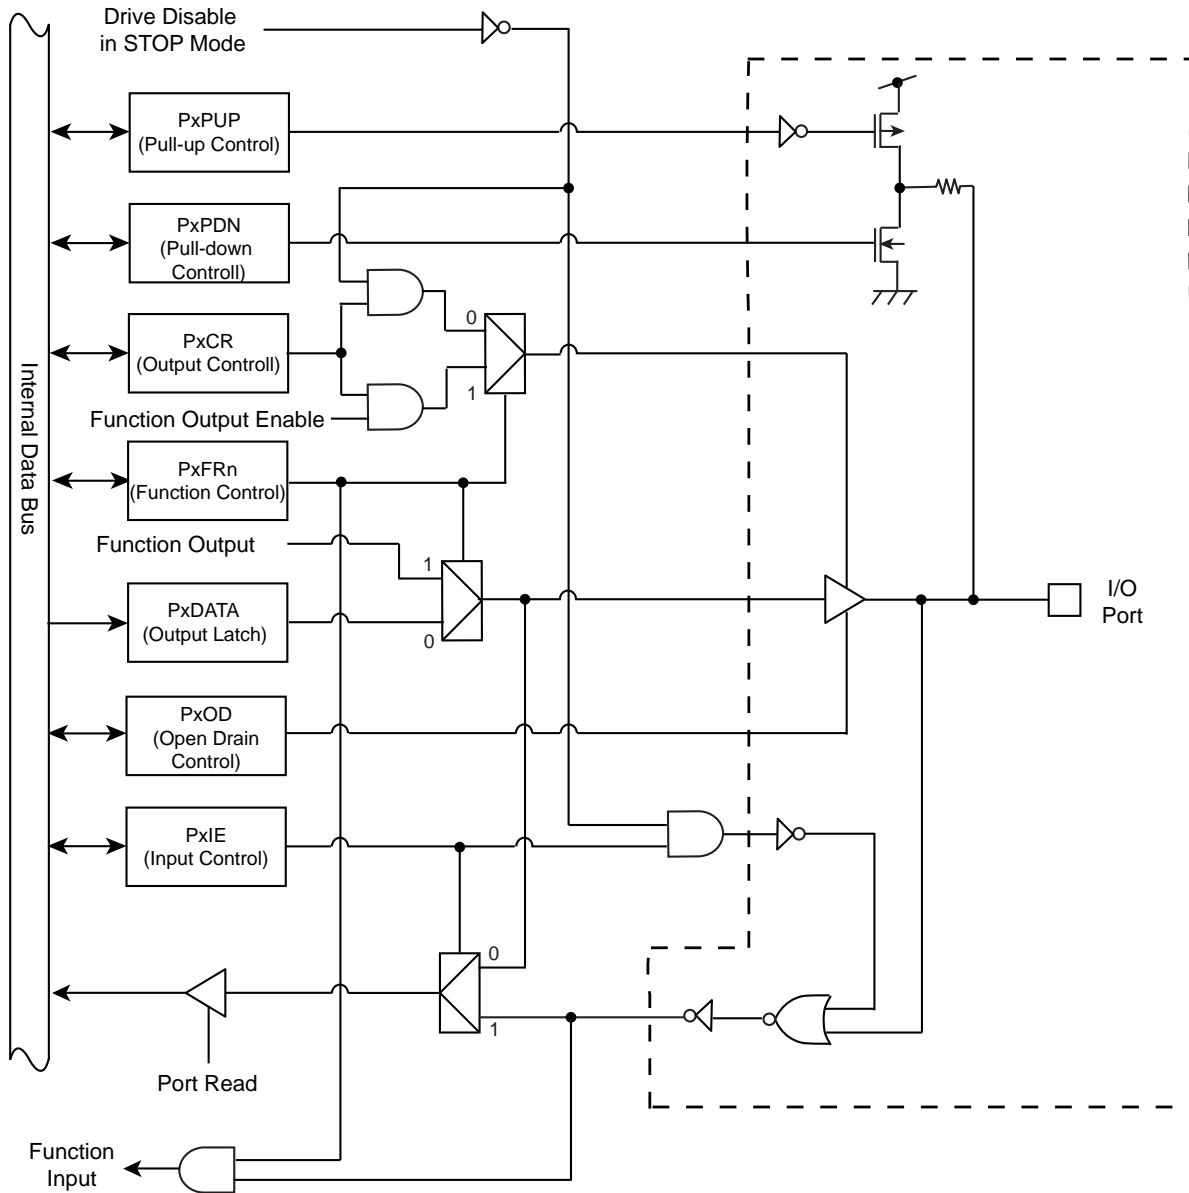 Drive Disable
in STOP Mode
PxPUP
(Pull-up Control)
PxPDN
(Pull-down
Controll)
0
PxCR
(Output Controll)
1
Function Output Enable
Internal Data Bus
PxFRn
(Function Control)
Function Output
1
PxDATA
(Output Latch)
0
I/O
Port
PxOD
(Open Drain
Control)
PxIE
(Input Control)
0
1
Port Read
Function
Input